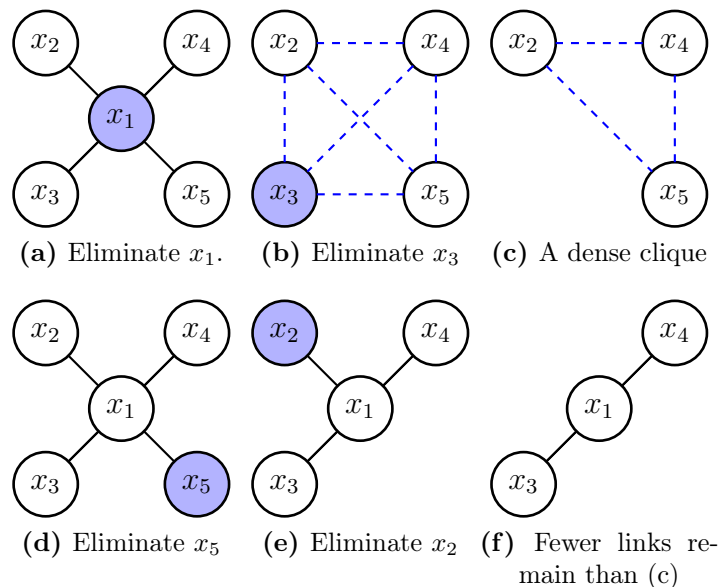 x₂ x₄ x₂ x₄ x₂ x₄
x₁
x₃ x₅ x₃ x₅ x₅
(a) Eliminate x₁. (b) Eliminate x₃ (c) A dense clique
x₂ x₄ x₂ x₄ x₄
x₁ x₁ x₁
x₃ x₅ x₃ x₃
(d) Eliminate x₅ (e) Eliminate x₂ (f) Fewer links re-
main than (c)